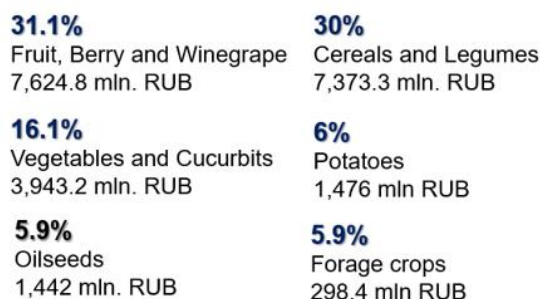 31.1%
Fruit, Berry and Winegrape
7,624.8 mln. RUB
30%
Cereals and Legumes
7,373.3 mln. RUB
16.1%
Vegetables and Cucurbits
3,943.2 mln. RUB
6%
Potatoes
1,476 mln RUB
5.9%
Oilseeds
1,442 mln. RUB
5.9%
Forage crops
298.4 mln RUB